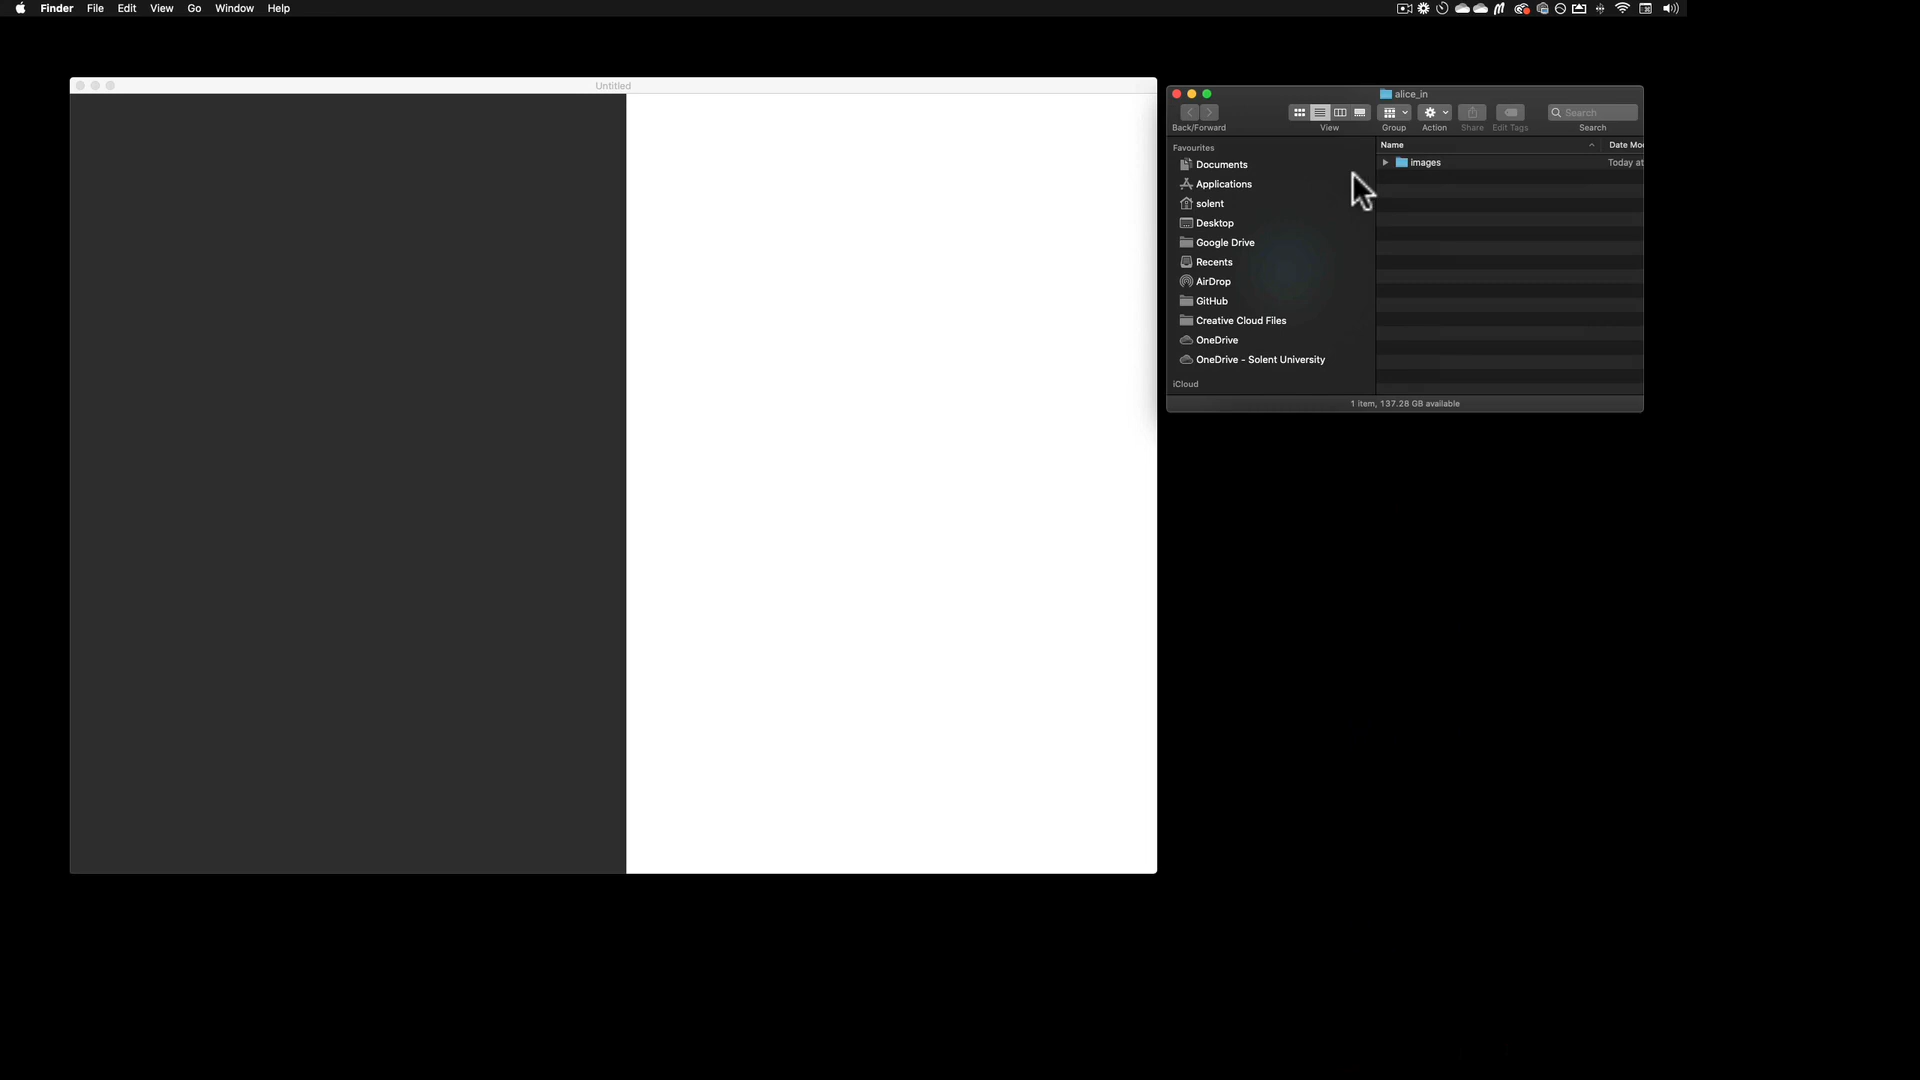 Finder File Edit View Go Window Help
Untitled
alice_in
Search
Back/Forward View Group Action Share Edit Tags Search
Favourites
Name Date Mo
images Today at
Documents
Applications
solent
Desktop
Google Drive
Recents
AirDrop
GitHub
Creative Cloud Files
OneDrive
OneDrive - Solent University
iCloud
1 item, 137.28 GB available